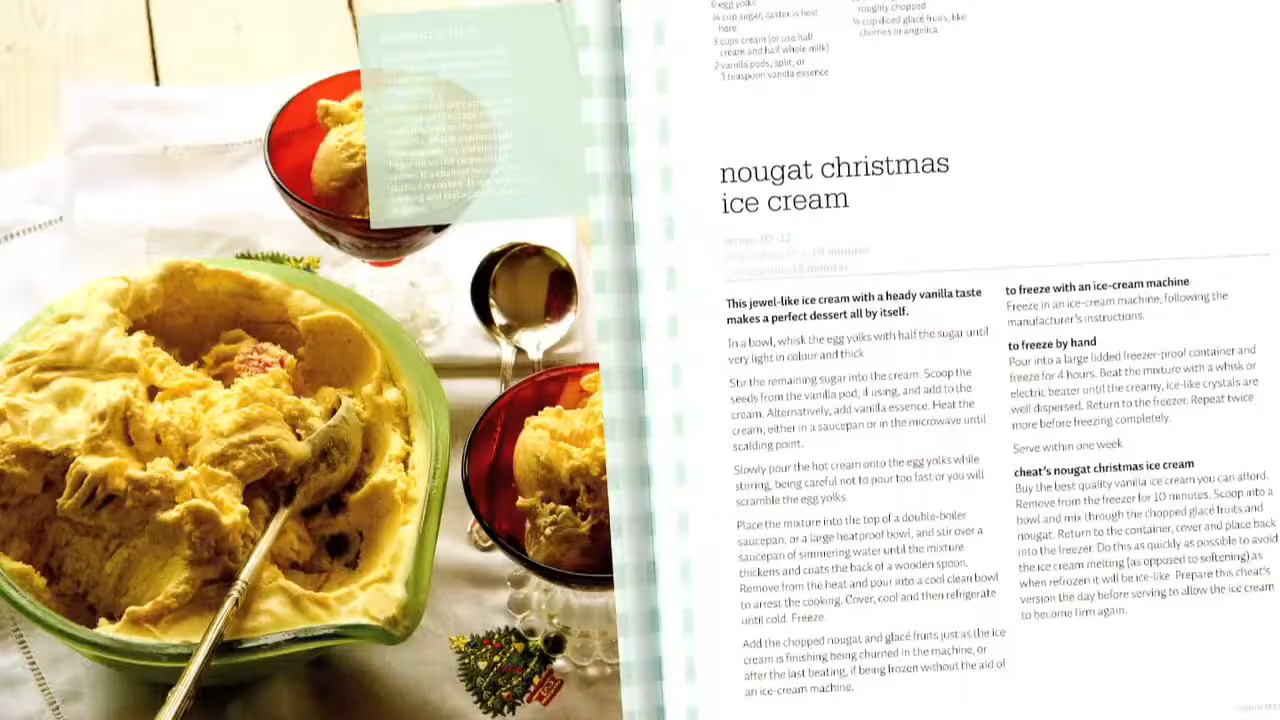 6 egg yolks
cup sugar, caster is best
here
3 cups cream (or use half
cream and half whole milk)
2 vanilla pods, split, or
1 teaspoon vanilla essence
roughly chopped
cup diced glacé fruits, like
cherries or angelica
nougat christmas
ice cream
serves 10-12
10 minutes
15 minutes
This jewel-like ice cream with a heady vanilla taste
makes a perfect dessert all by itself.
In a bowl, whisk the egg yolks with half the sugar until
very light in colour and thick
Stir the remaining sugar into the cream. Scoop the
seeds from the vanilla pod, if using, and add to the
cream. Alternatively, add vanilla essence. Heat the
cream, either in a saucepan or in the microwave until
scalding point.
Slowly pour the hot cream onto the egg yolks while
stirring, being careful not to pour too fast or you will
scramble the egg yolks.
Place the mixture into the top of a double-boiler
saucepan, or a large heatproof bowl, and stir over a
saucepan of simmering water until the mixture
thickens and coats the back of a wooden spoon.
Remove from the heat and pour into a cool clean bowl
to arrest the cooking. Cover, cool and then refrigerate
until cold. Freeze.
Add the chopped nougat and glacé fruits just as the ice
cream is finishing being churned in the machine, or
after the last beating, if being frozen without the aid of
an ice-cream machine.
to freeze with an ice-cream machine
Freeze in an ice-cream machine, following the
manufacturer's instructions.
to freeze by hand
Pour into a large lidded freezer-proof container and
freeze for 4 hours. Beat the mixture with a whisk or
electric beater until the creamy, ice-like crystals are
well dispersed. Return to the freezer. Repeat twice
more before freezing completely.
Serve within one week
cheat's nougat christmas ice cream
Buy the best quality vanilla ice cream you can afford.
Remove from the freezer for 10 minutes. Scoop into a
bowl and mix through the chopped glacé fruits and
nougat. Return to the container, cover and place back
into the freezer. Do this as quickly as possible to avoid
the ice cream melting (as opposed to softening) as
when refrozen it will be ice-like. Prepare this cheat's
version the day before serving to allow the ice cream
to become firm again.